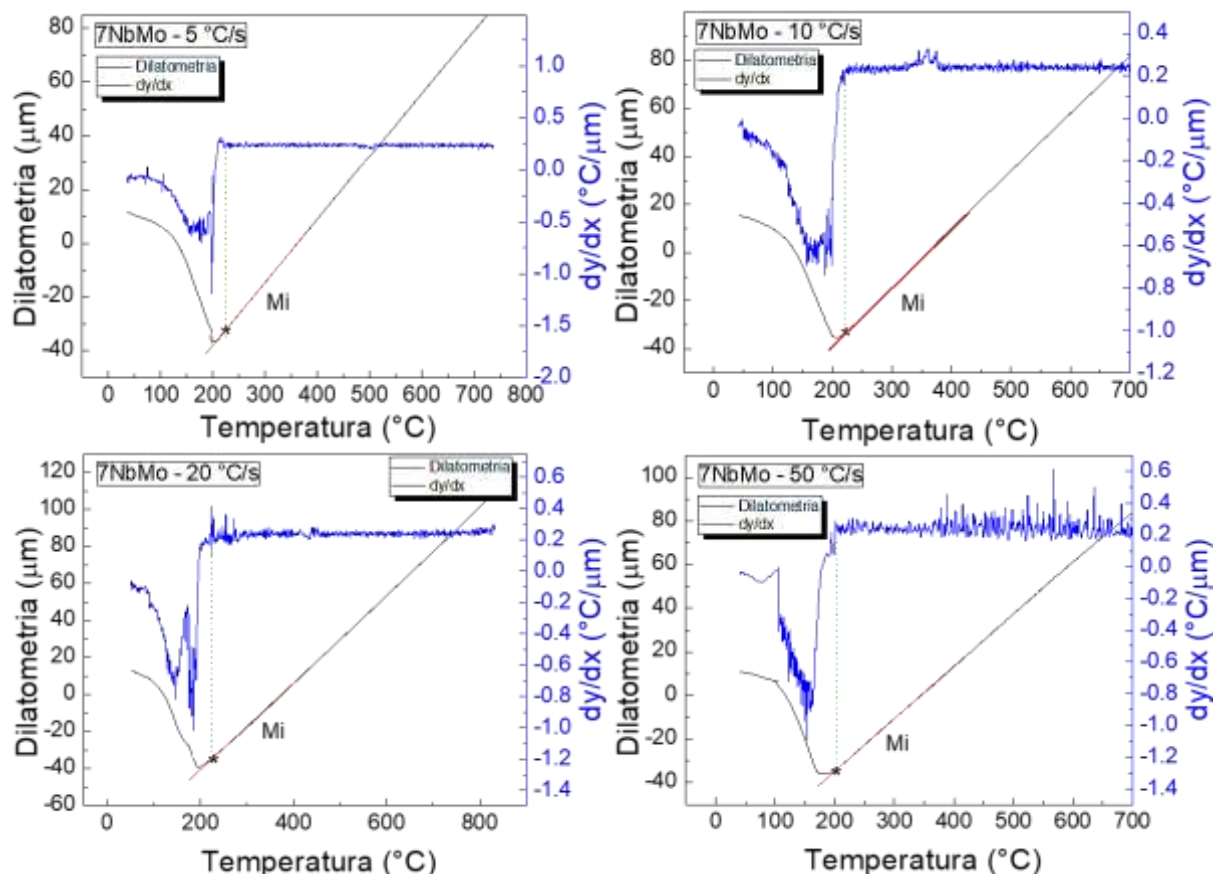 7NbMo - 5 °C/s
Dilatometria
dy/dx
Dilatometria (μm)
80
60
40
20
0
-20
-40
1.0
0.5
0.0
-0.5
-1.0
-1.5
-2.0
dy/dx (°C/μm)
Mi
*
0 100 200 300 400 500 600 700 800
Temperatura (°C)
7NbMo - 10 °C/s
Dilatometria
dy/dx
Dilatometria (μm)
80
60
40
20
0
-20
-40
0.4
0.2
0.0
-0.2
-0.4
-0.6
-0.8
-1.0
-1.2
dy/dx (°C/μm)
Mi
*
0 100 200 300 400 500 600 700
Temperatura (°C)
7NbMo - 20 °C/s
Dilatometria
dy/dx
Dilatometria (μm)
120
100
80
60
40
20
0
-20
-40
-60
0.6
0.4
0.2
0.0
-0.2
-0.4
-0.6
-0.8
-1.0
-1.2
-1.4
dy/dx (°C/μm)
Mi
*
0 200 400 600 800
Temperatura (°C)
7NbMo - 50 °C/s
Dilatometria
dy/dx
Dilatometria (μm)
100
80
60
40
20
0
-20
-40
0.6
0.4
0.2
0.0
-0.2
-0.4
-0.6
-0.8
-1.0
-1.2
-1.4
dy/dx (°C/μm)
Mi
*
0 100 200 300 400 500 600 700
Temperatura (°C)